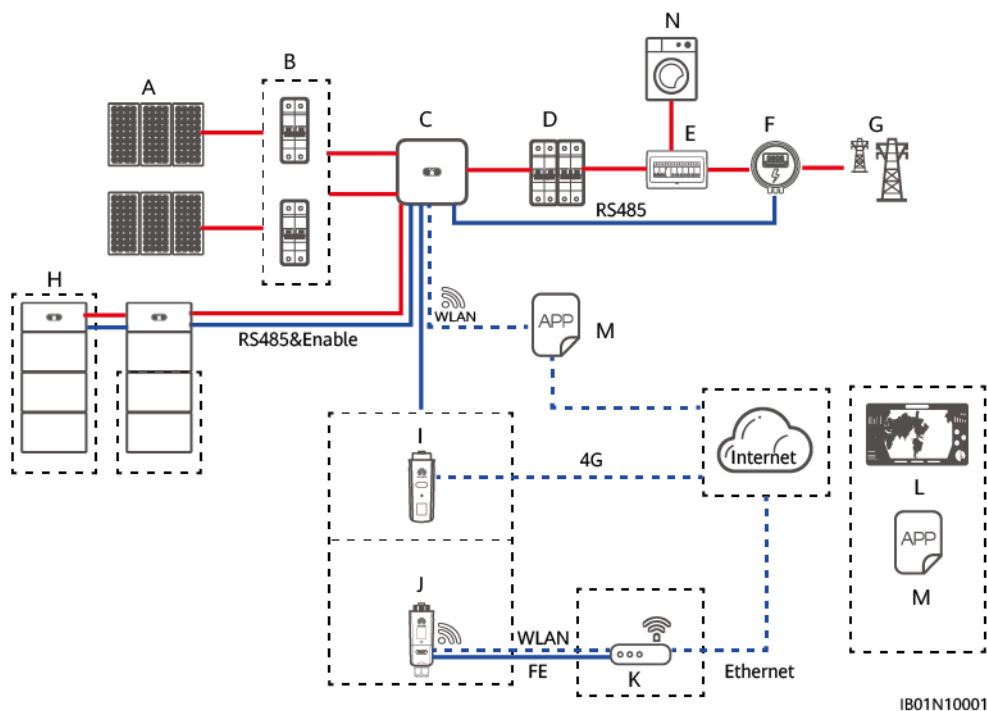 N
B
A
C
D
E
F
G
RS485
H
WLAN
APP
M
RS485&Enable
I
4G
Internet
L
APP
M
J
WLAN
FE
K
Ethernet
IB01N10001